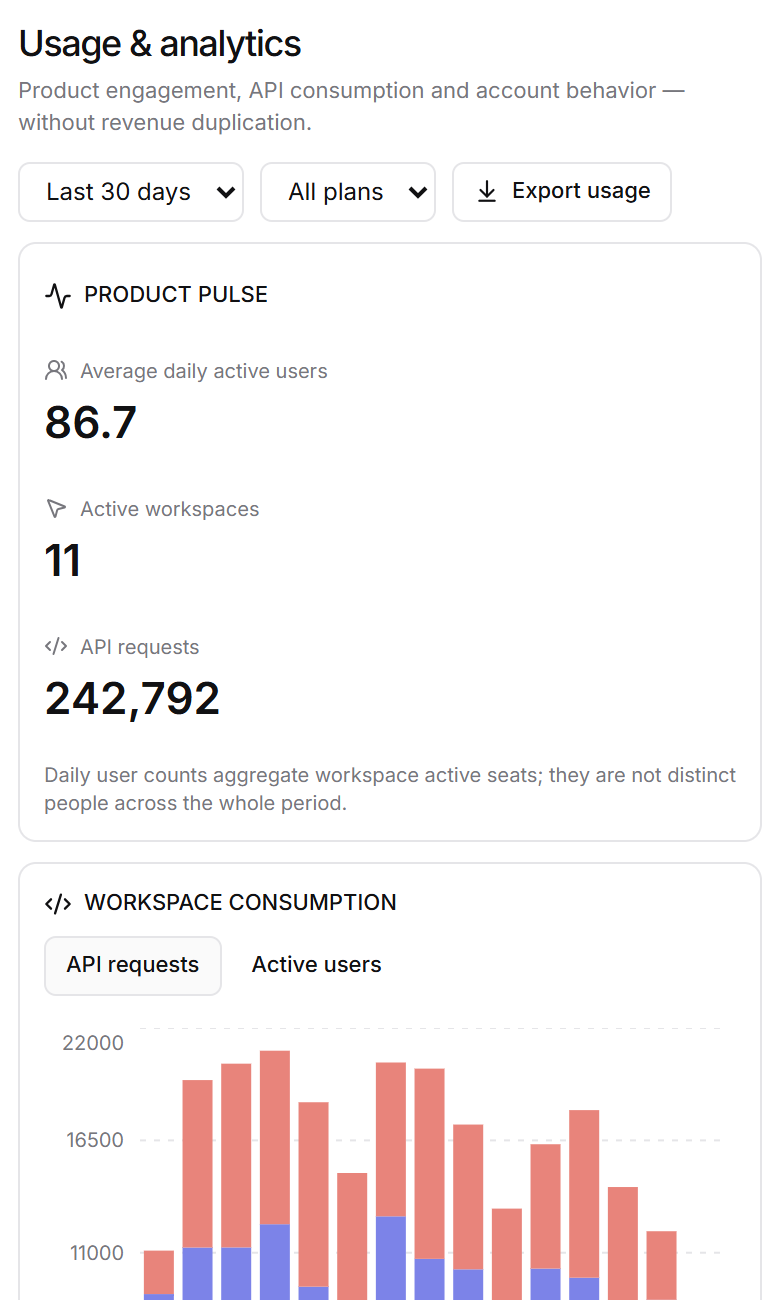 Usage & analytics
Product engagement, API consumption and account behavior —
without revenue duplication.
Last 30 days
All plans
Export usage
PRODUCT PULSE
Average daily active users
86.7
Active workspaces
11
API requests
242,792
Daily user counts aggregate workspace active seats; they are not distinct
people across the whole period.
WORKSPACE CONSUMPTION
API requests
Active users
22000
16500
11000